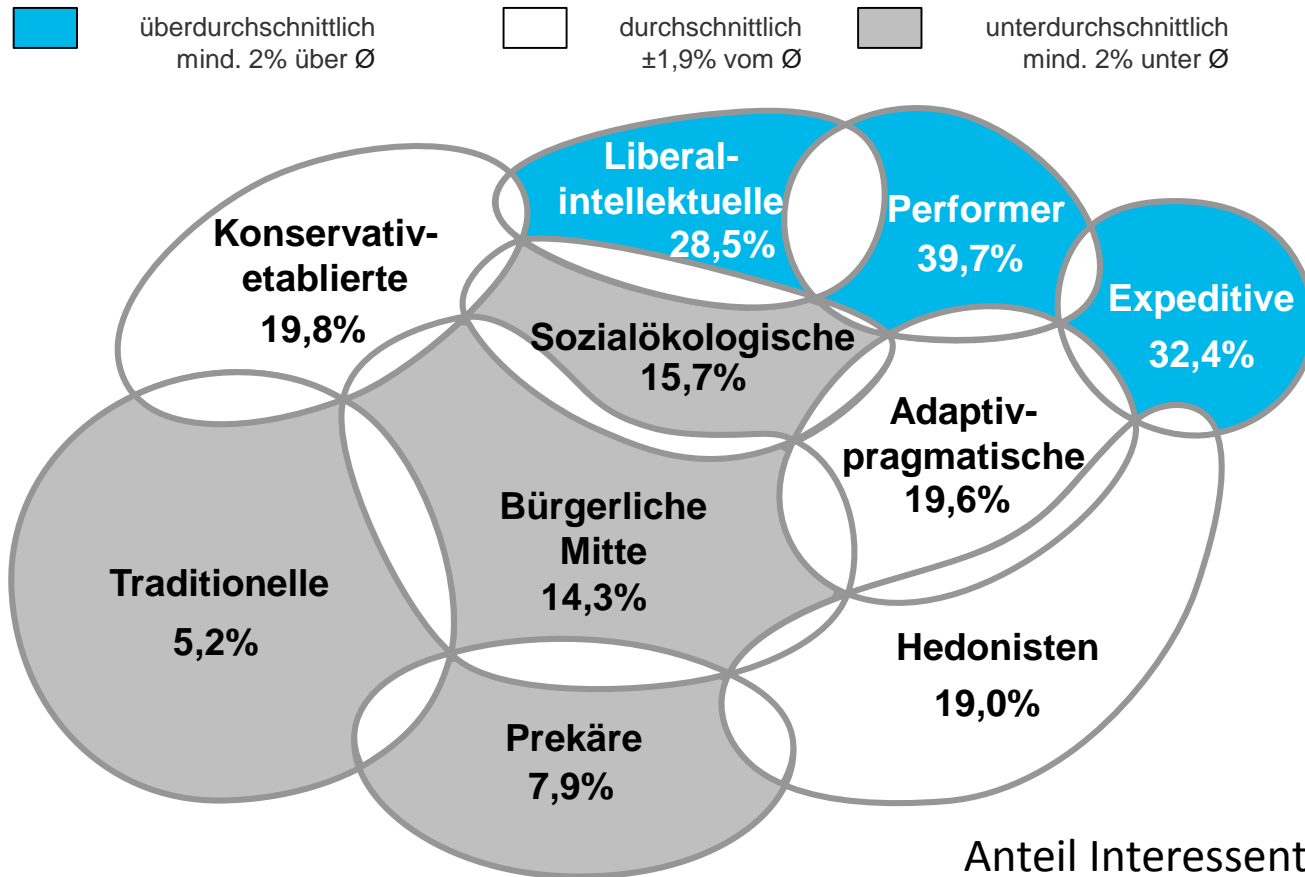 überdurchschnittlich
mind. 2% über Ø
durchschnittlich
±1,9% vom Ø
unterdurchschnittlich
mind. 2% unter Ø
Liberal-
intellektuelle
28,5%
Performer
39,7%
Konservativ-
etablierte
19,8%
Expeditive
32,4%
Sozialökologische
15,7%
Adaptiv-
pragmatische
19,6%
Bürgerliche
Mitte
14,3%
Traditionelle
5,2%
Hedonisten
19,0%
Prekäre
7,9%
Anteil Interessent